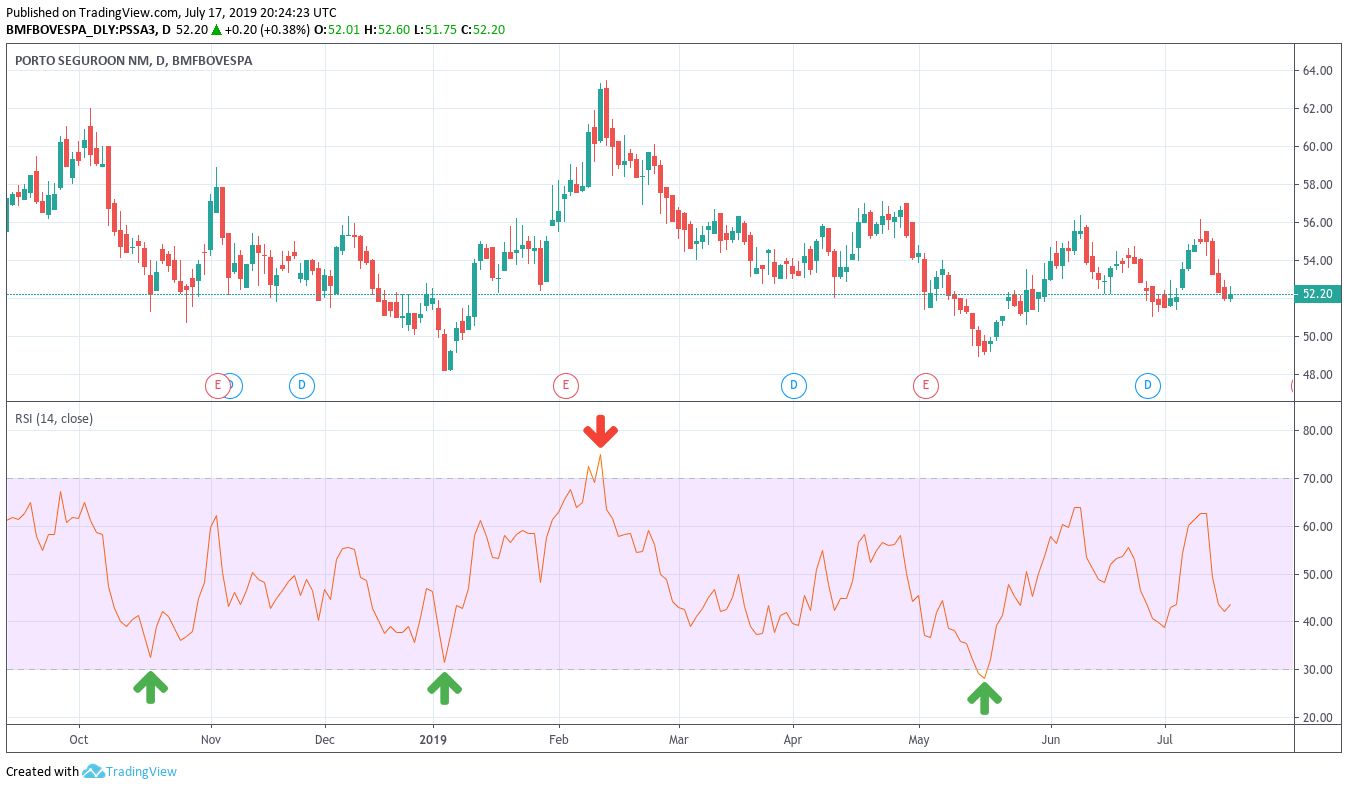 Published on TradingView.com, July 17, 2019 20:24:23 UTC
BMFBOVESPA_DLY:PSSA3, D 52.20 ▲ +0.20 (+0.38%) O:52.01 H:52.60 L:51.75 C:52.20
PORTO SEGUROON NM, D, BMFBOVESPA
64.00
62.00
60.00
58.00
56.00
54.00
52.20
50.00
48.00
E D D E D E D
RSI (14, close)
80.00
70.00
60.00
50.00
40.00
30.00
20.00
Oct Nov Dec 2019 Feb Mar Apr May Jun Jul
Created with TradingView